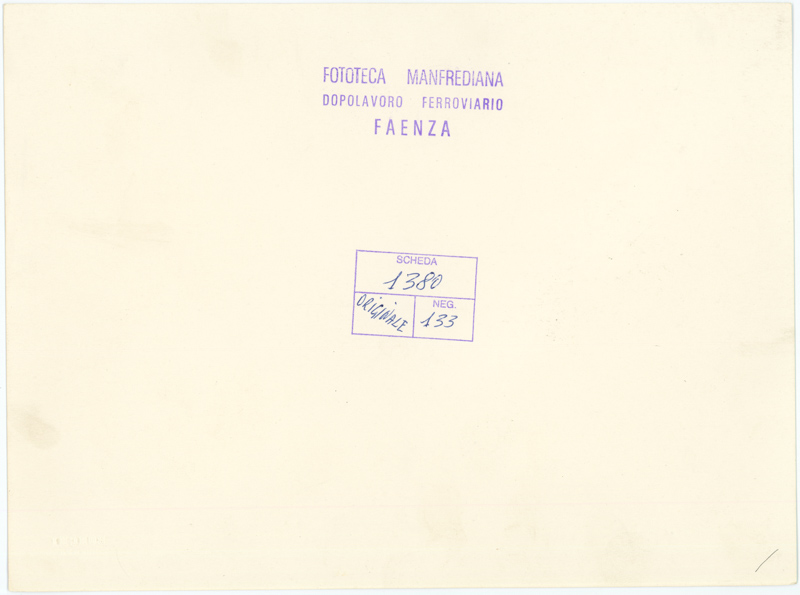 FOTOTECA MANFREDIANA
DOPOLAVORO FERROVIARIO
FAENZA
SCHEDA
1380
ORIGINALE
NEG.
133